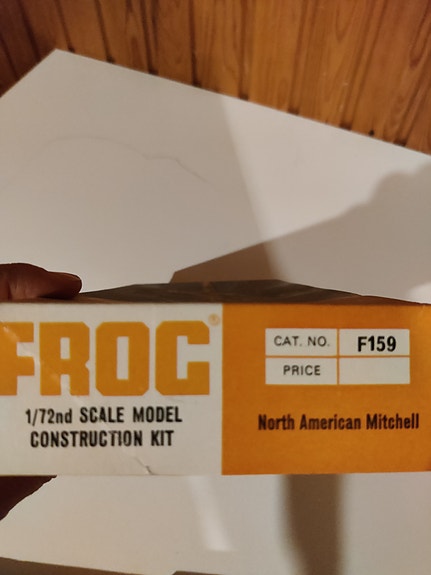 FROG®
1/72nd SCALE MODEL
CONSTRUCTION KIT
CAT. NO. F159
PRICE
North American Mitchell